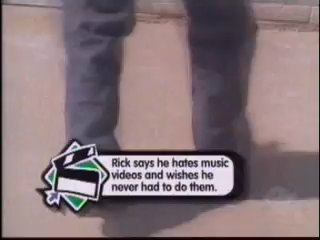 Rick says he hates music
videos and wishes he
never had to do them.